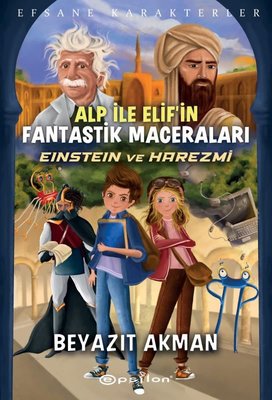 EFSANE KARAKTERLER
ALP İLE ELİF'İN
FANTASTİK MACERALARI
EINSTEIN VE HAREZMİ
BEYAZIT AKMAN
epsilon